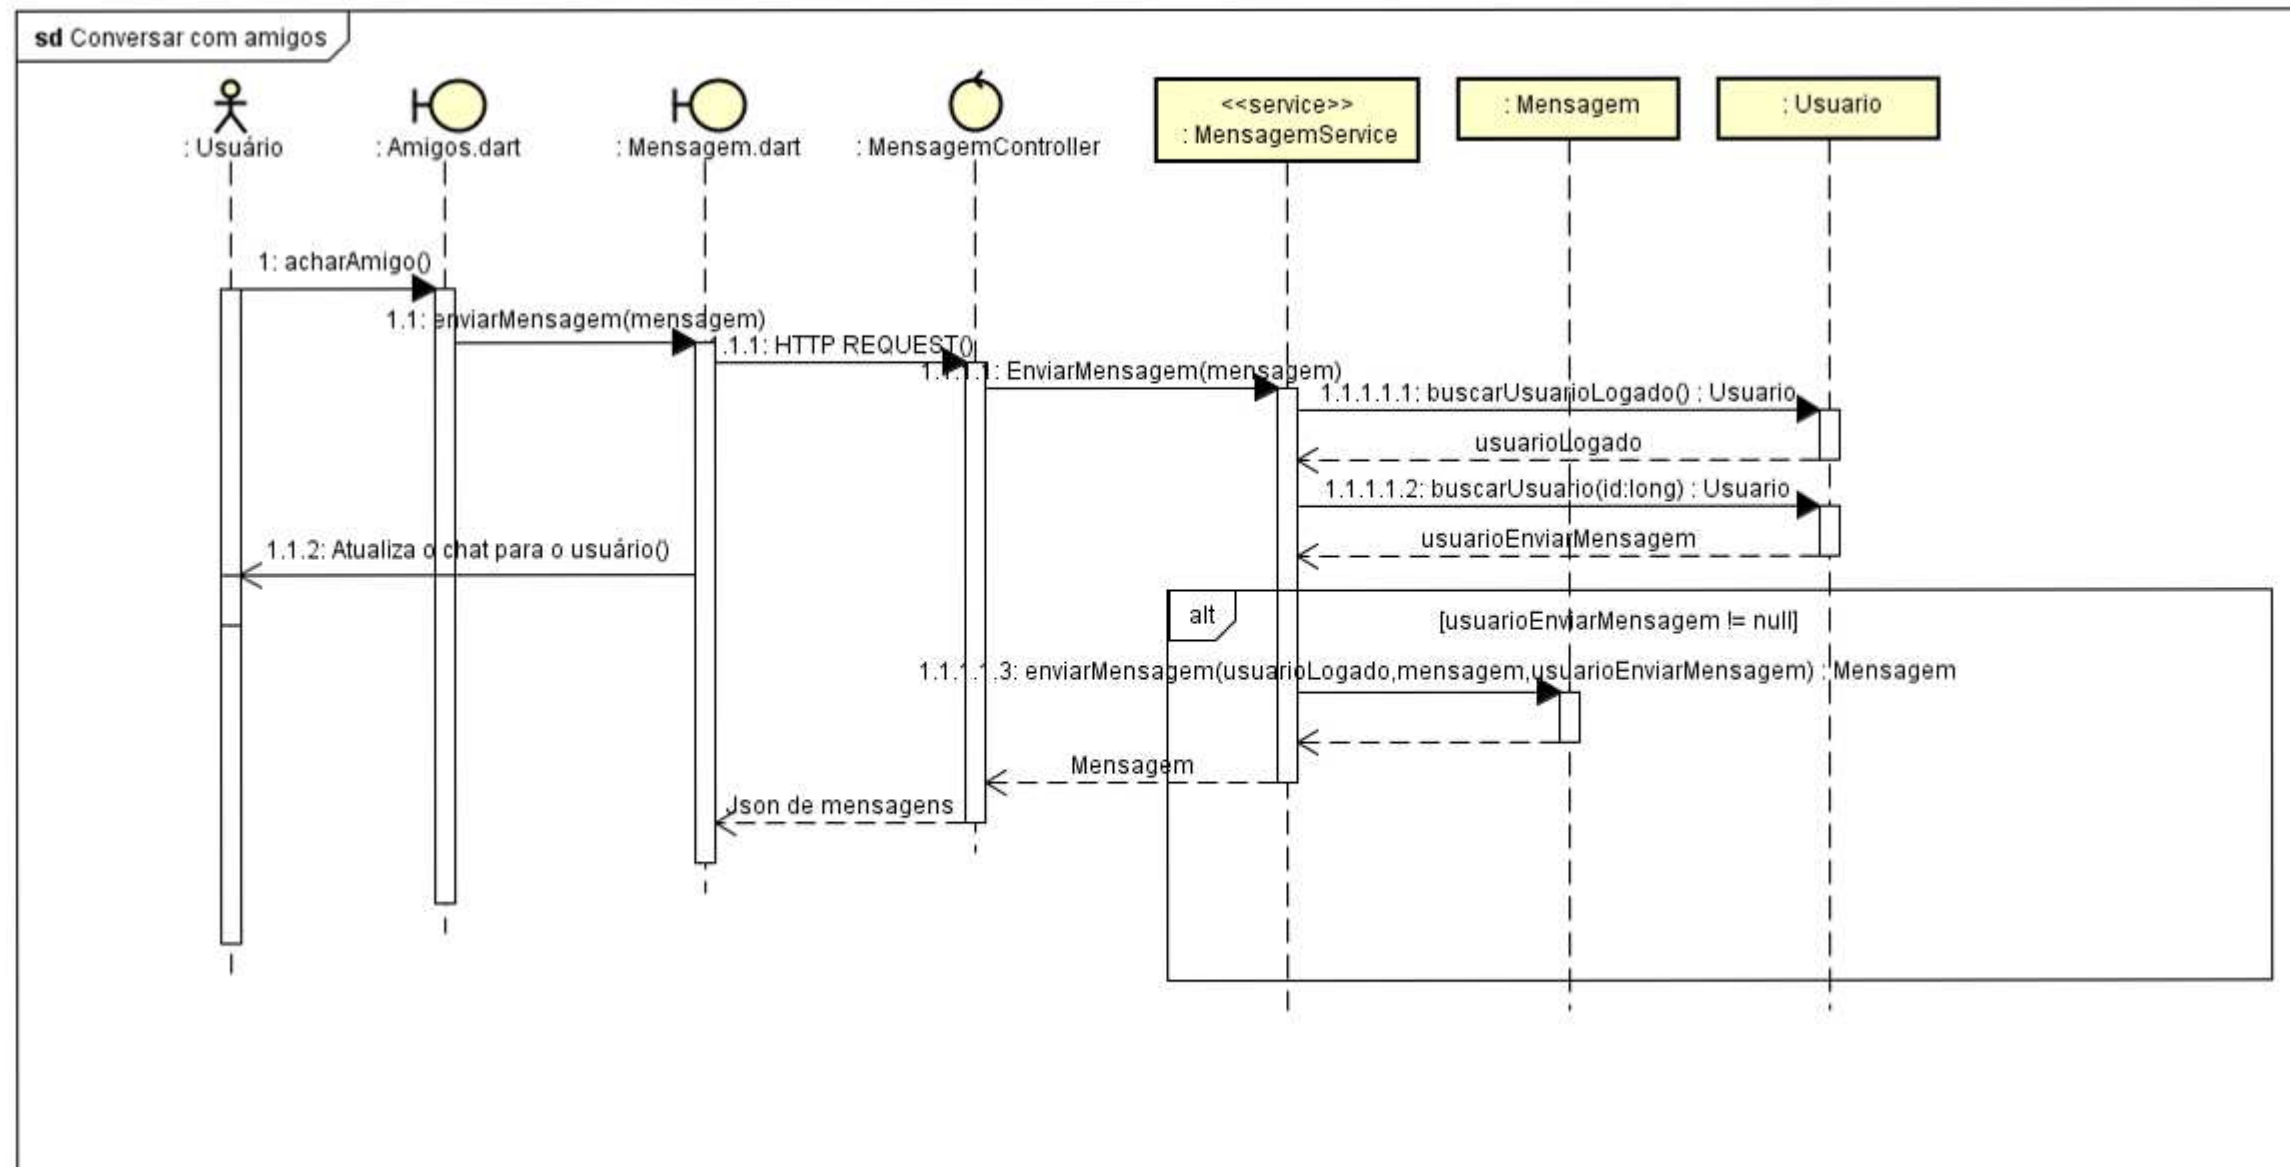 sd Conversar com amigos
: Usuário
: Amigos.dart
: Mensagem.dart
: MensagemController
<<service>>
: MensagemService
: Mensagem
: Usuario
1: acharAmigo()
1.1: enviarMensagem(mensagem)
.1.1: HTTP REQUEST()
1.1.1.1: EnviarMensagem(mensagem)
1.1.1.1.1: buscarUsuarioLogado() : Usuario
usuarioLogado
1.1.1.1.2: buscarUsuario(id:long) : Usuario
usuarioEnviarMensagem
1.1.2: Atualiza o chat para o usuário()
alt
[usuarioEnviarMensagem != null]
1.1.1.1.3: enviarMensagem(usuarioLogado,mensagem,usuarioEnviarMensagem) : Mensagem
Mensagem
Json de mensagens